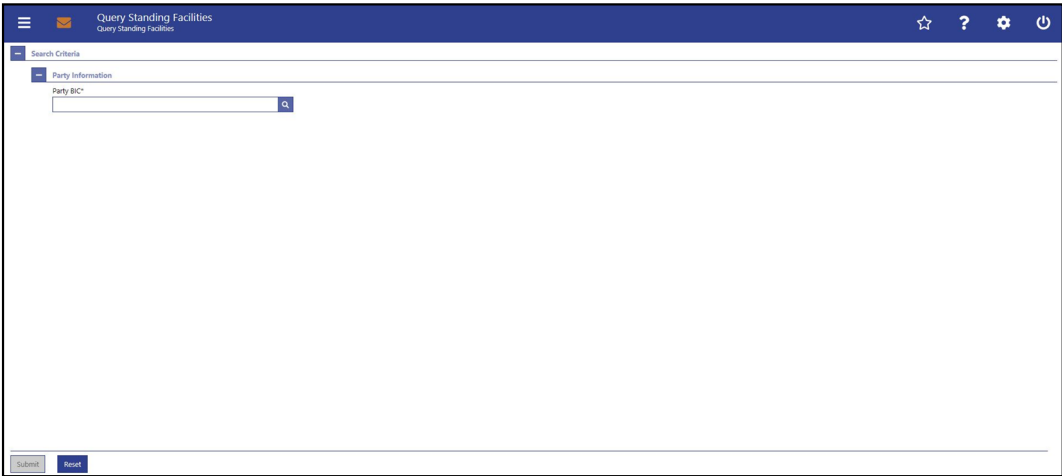 Query Standing Facilities
Query Standing Facilities
Search Criteria
Party Information
Party BIC*
Submit Reset